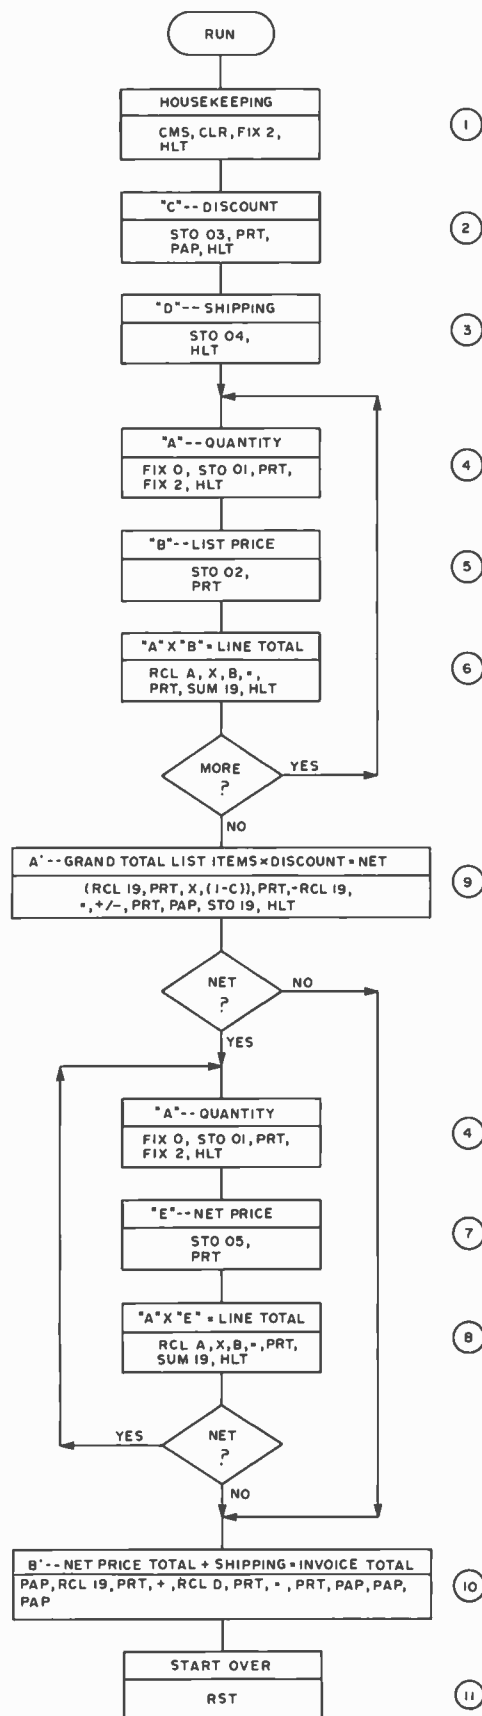 RUN
HOUSEKEEPING
CMS, CLR, FIX 2,
HLT
1
"C"--DISCOUNT
STO 03, PRT,
PAP, HLT
2
"D"--SHIPPING
STO 04,
HLT
3
"A"--QUANTITY
FIX 0, STO 01, PRT,
FIX 2, HLT
4
"B"--LIST PRICE
STO 02,
PRT
5
"A" X "B" = LINE TOTAL
RCL A, X, B, =,
PRT, SUM 19, HLT
6
MORE
?
YES
NO
A'--GRAND TOTAL LIST ITEMS × DISCOUNT = NET
(RCL 19, PRT, X, (1-C)), PRT, -RCL 19,
=, +/-, PRT, PAP, STO 19, HLT
9
NET
?
NO
YES
"A"--QUANTITY
FIX 0, STO 01, PRT,
FIX 2, HLT
4
"E"--NET PRICE
STO 05,
PRT
7
"A" X "E" = LINE TOTAL
RCL A, X, B, =, PRT,
SUM 19, HLT
8
YES
NET
?
NO
B'--NET PRICE TOTAL + SHIPPING = INVOICE TOTAL
PAP, RCL 19, PRT, +, RCL D, PRT, =, PRT, PAP, PAP,
PAP
10
START OVER
RST
11